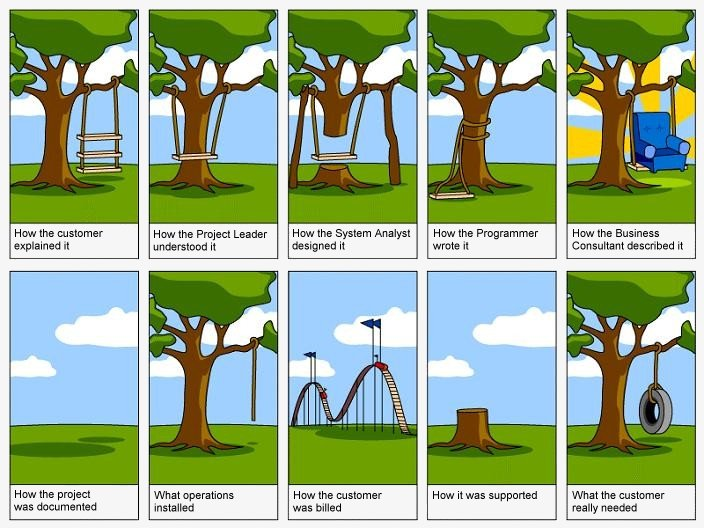 How the customer
explained it
How the Project Leader
understood it
How the System Analyst
designed it
How the Programmer
wrote it
How the Business
Consultant described it
How the project
was documented
What operations
installed
How the customer
was billed
How it was supported
What the customer
really needed